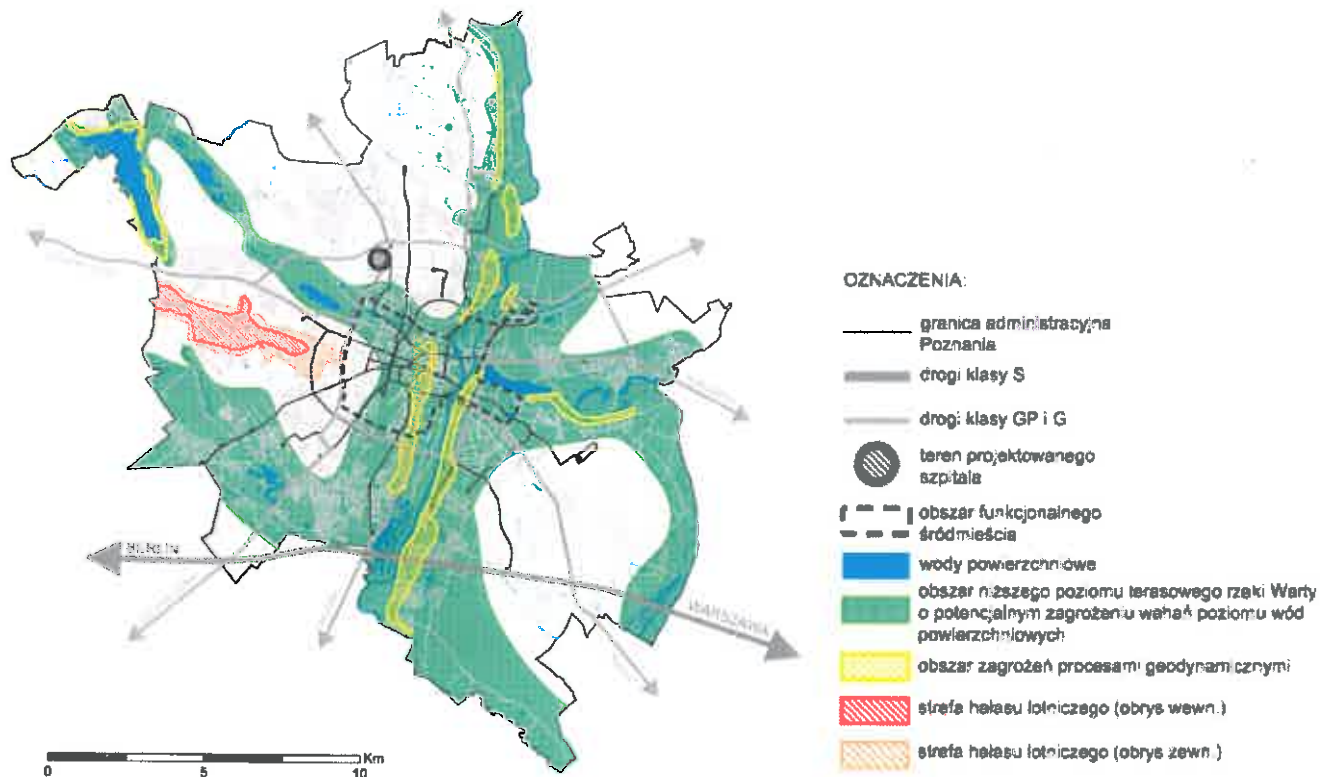 BERLIN
WARSZAWA
0 5 10
Km
OZNACZENIA:
granica administracyjna
Poznania
drogi klasy S
drogi klasy GP i G
teren projektowanego
szpitala
obszar funkcjonalnego
śródmieścia
wody powierzchniowe
obszar niższego poziomu terasowego rzeki Warty
o potencjalnym zagrożeniu wahań poziomu wód
powierzchniowych
obszar zagrożeń procesami geodynamicznymi
strefa hałasu lotniczego (obrys wewn.)
strefa hałasu lotniczego (obrys zewn.)